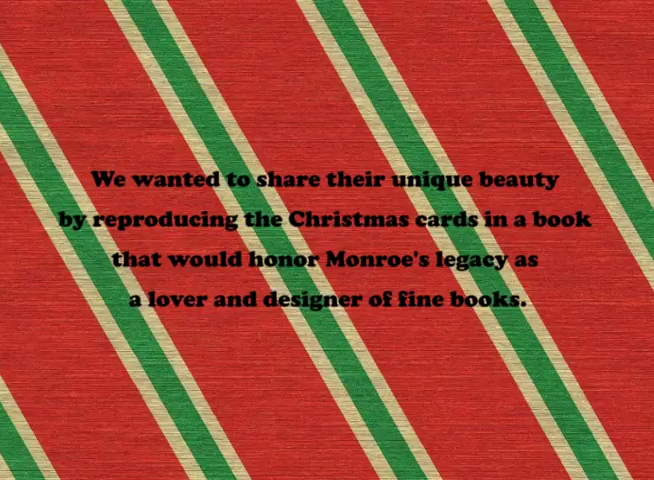 We wanted to share their unique beauty
by reproducing the Christmas cards in a book
that would honor Monroe's legacy as
a lover and designer of fine books.